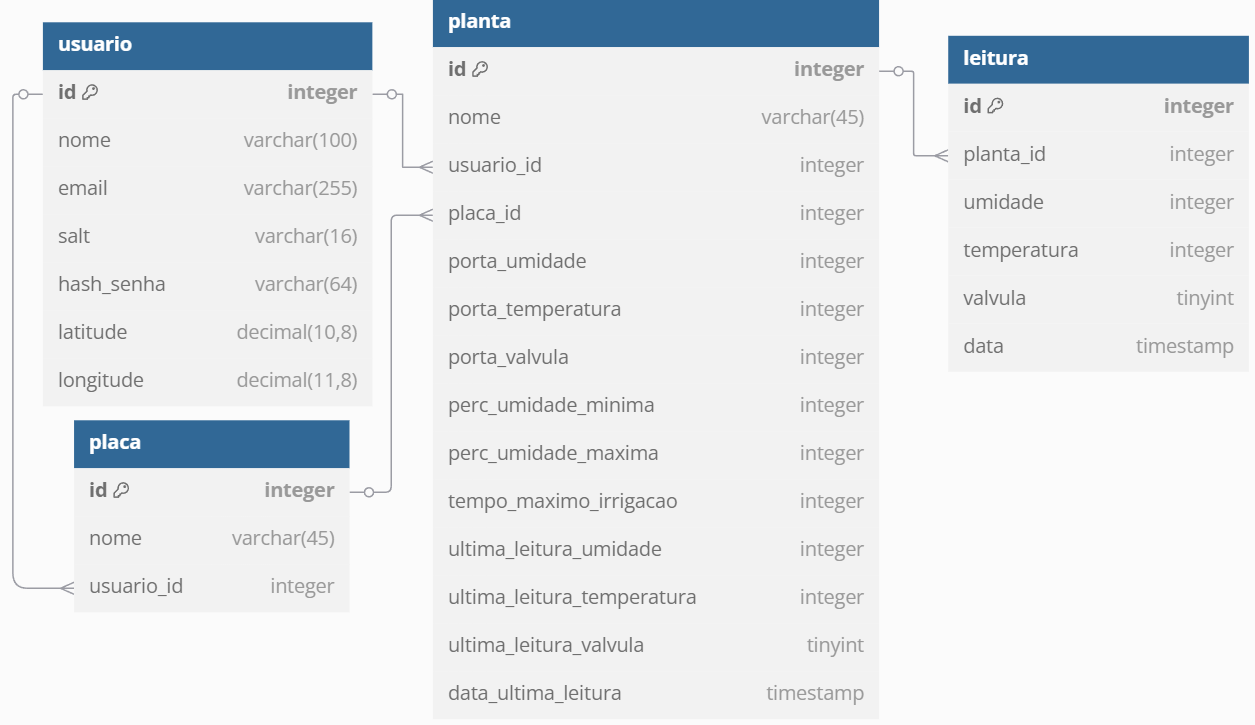 usuario
id integer
nome varchar(100)
email varchar(255)
salt varchar(16)
hash_senha varchar(64)
latitude decimal(10,8)
longitude decimal(11,8)
placa
id integer
nome varchar(45)
usuario_id integer
planta
id integer
nome varchar(45)
usuario_id integer
placa_id integer
porta_umidade integer
porta_temperatura integer
porta_valvula integer
perc_umidade_minima integer
perc_umidade_maxima integer
tempo_maximo_irrigacao integer
ultima_leitura_umidade integer
ultima_leitura_temperatura integer
ultima_leitura_valvula tinyint
data_ultima_leitura timestamp
leitura
id integer
planta_id integer
umidade integer
temperatura integer
valvula tinyint
data timestamp